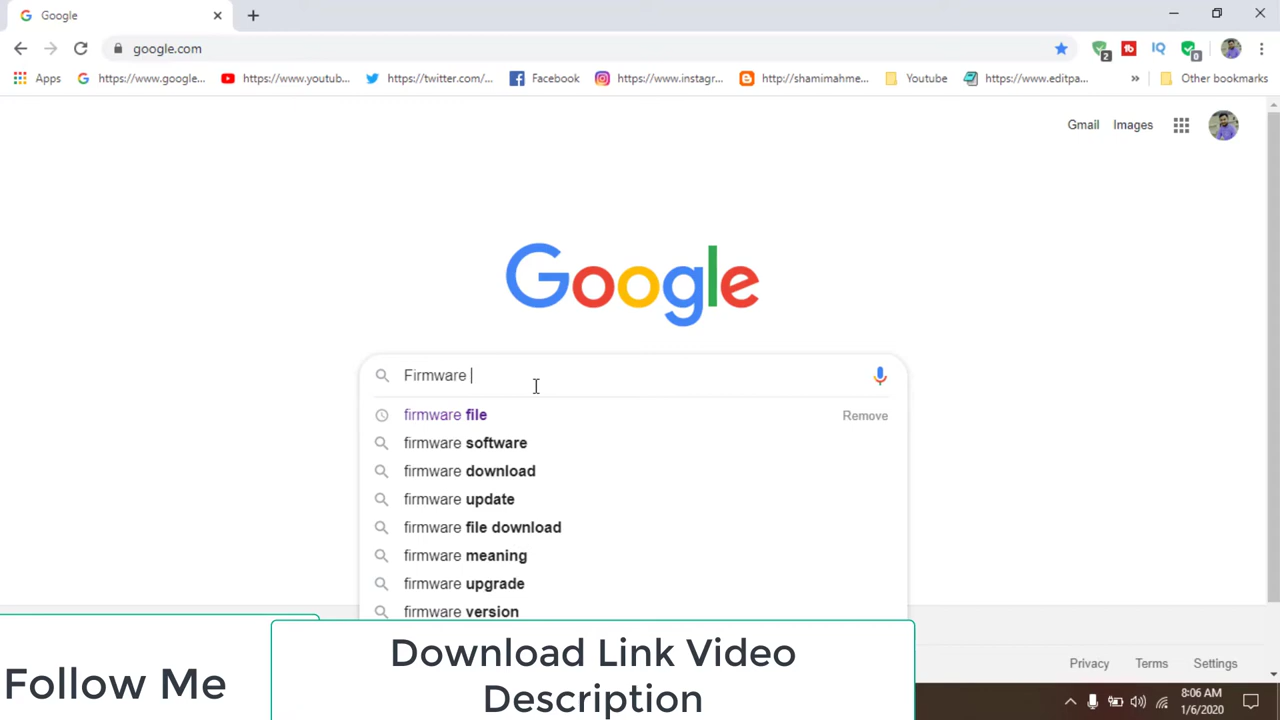 Google
google.com
Apps
https://www.google...
https://www.youtub...
https://twitter.com/...
Facebook
https://www.instagr...
http://shamimahme...
Youtube
https://www.editpa...
»
Other bookmarks
2
0
Gmail
Images
Google
Firmware
firmware file
Remove
firmware software
firmware download
firmware update
firmware file download
firmware meaning
firmware upgrade
firmware version
Follow Me
Download Link Video
Description
Privacy
Terms
Settings
8:06 AM
1/6/2020